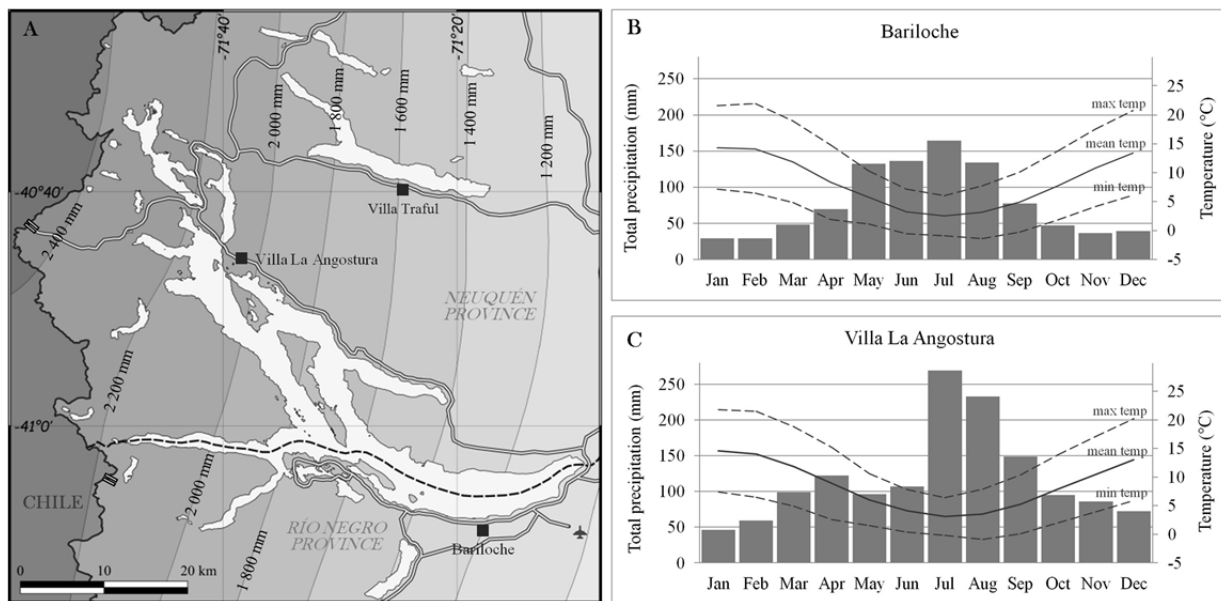 A
-71°40'
-71°20'
2 000 mm
1 800 mm
1 600 mm
1 400 mm
1 200 mm
-40°40'
Villa Traful
2 400 mm
Villa La Angostura
NEUQUÉN
PROVINCE
2 200 mm
-41°0'
2 000 mm
CHILE
RÍO NEGRO
PROVINCE
Bariloche
1 800 mm
0 10 20 km
B
Bariloche
Total precipitation (mm)
250
200
150
100
50
0
max temp
mean temp
min temp
25
20
15
10
5
0
-5
Temperature (°C)
Jan Feb Mar Apr May Jun Jul Aug Sep Oct Nov Dec
C
Villa La Angostura
Total precipitation (mm)
250
200
150
100
50
0
max temp
mean temp
min temp
25
20
15
10
5
0
-5
Temperature (°C)
Jan Feb Mar Apr May Jun Jul Aug Sep Oct Nov Dec